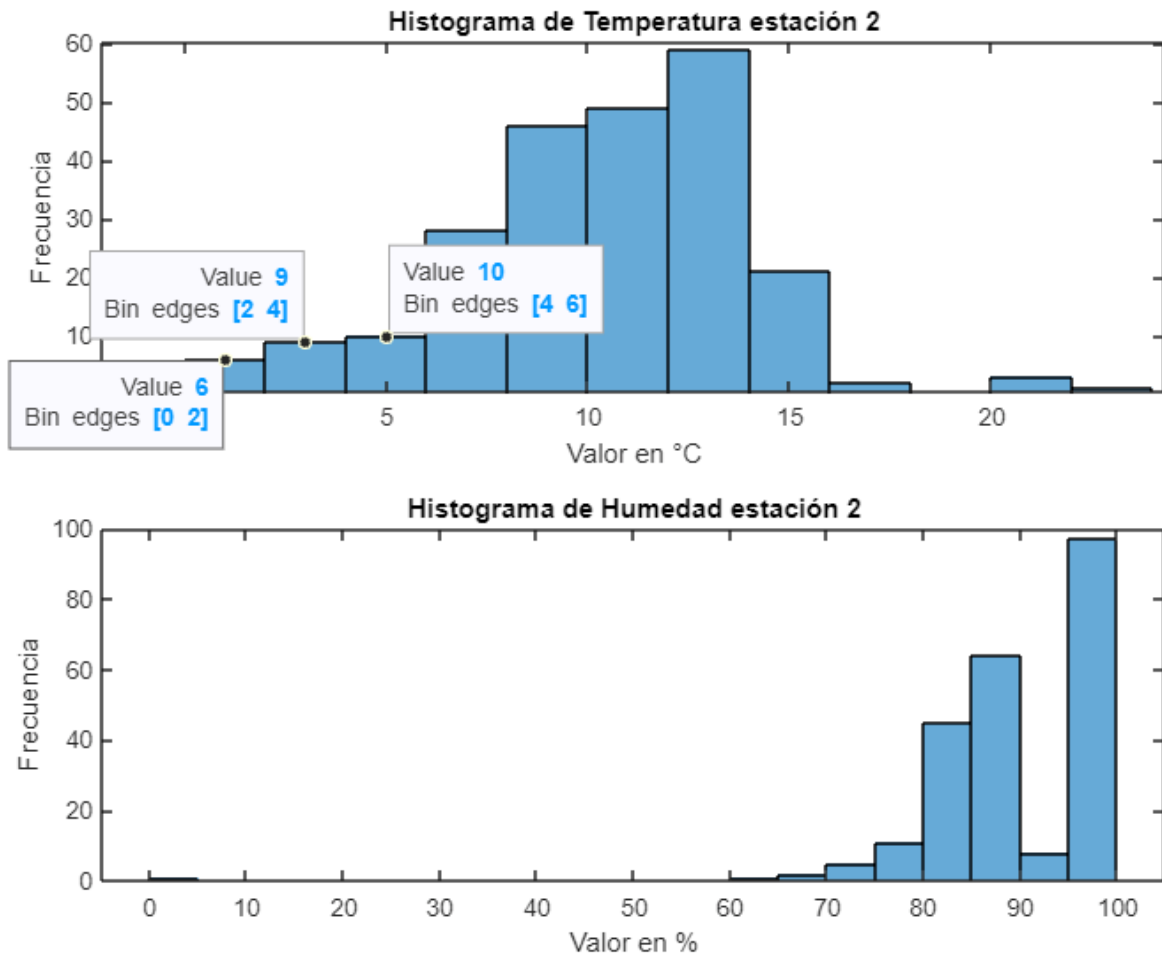 Histograma de Temperatura estación 2
60
50
40
30
20
10
Frecuencia
Value 9
Bin edges [2 4]
Value 10
Bin edges [4 6]
Value 6
Bin edges [0 2]
5 10 15 20
Valor en °C
Histograma de Humedad estación 2
100
80
60
40
20
0
Frecuencia
0 10 20 30 40 50 60 70 80 90 100
Valor en %